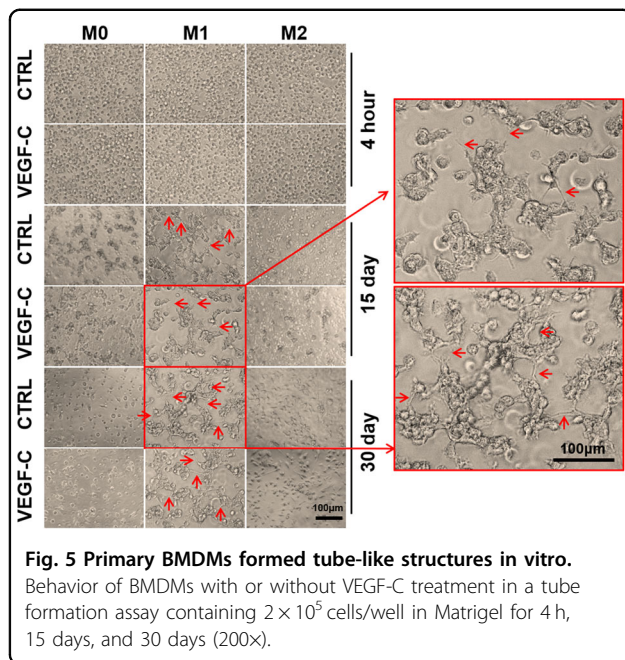 M0 M1 M2
CTRL
VEGF-C
4 hour
CTRL
VEGF-C
15 day
CTRL
VEGF-C
30 day
100μm
100μm
Fig. 5 Primary BMDMs formed tube-like structures in vitro.
Behavior of BMDMs with or without VEGF-C treatment in a tube
formation assay containing 2 × 10⁵ cells/well in Matrigel for 4 h,
15 days, and 30 days (200×).